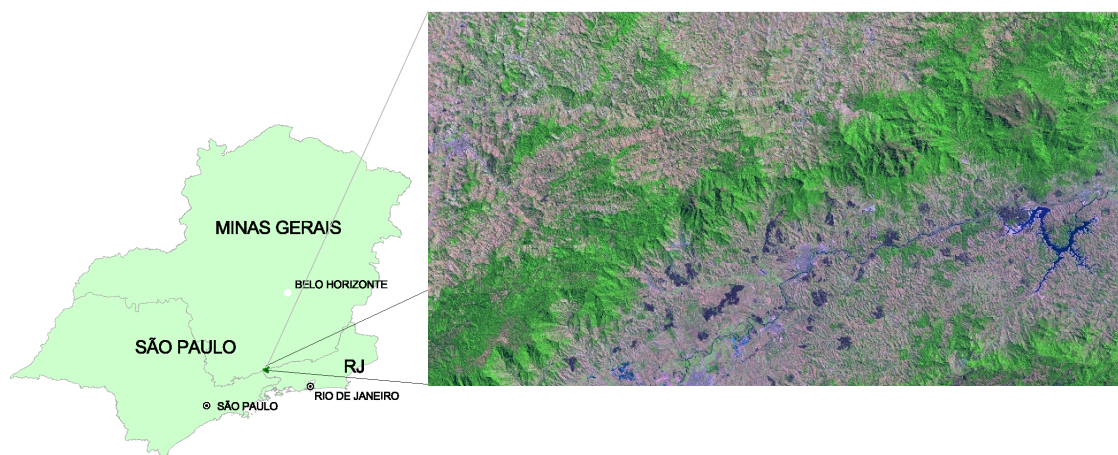 MINAS GERAIS
BELO HORIZONTE
SÃO PAULO
RJ
RIO DE JANEIRO
SÃO PAULO